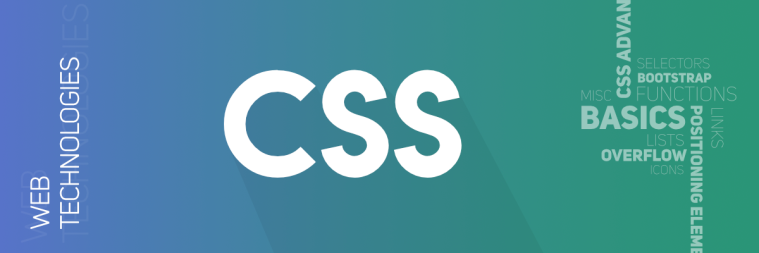 WEB
TECHNOLOGIES
CSS
CSS ADVAN
SELECTORS
BOOTSTRAP
MISC FUNCTIONS
BASICS
LINKS
LISTS
OVERFLOW
ICONS
POSITIONING ELEME